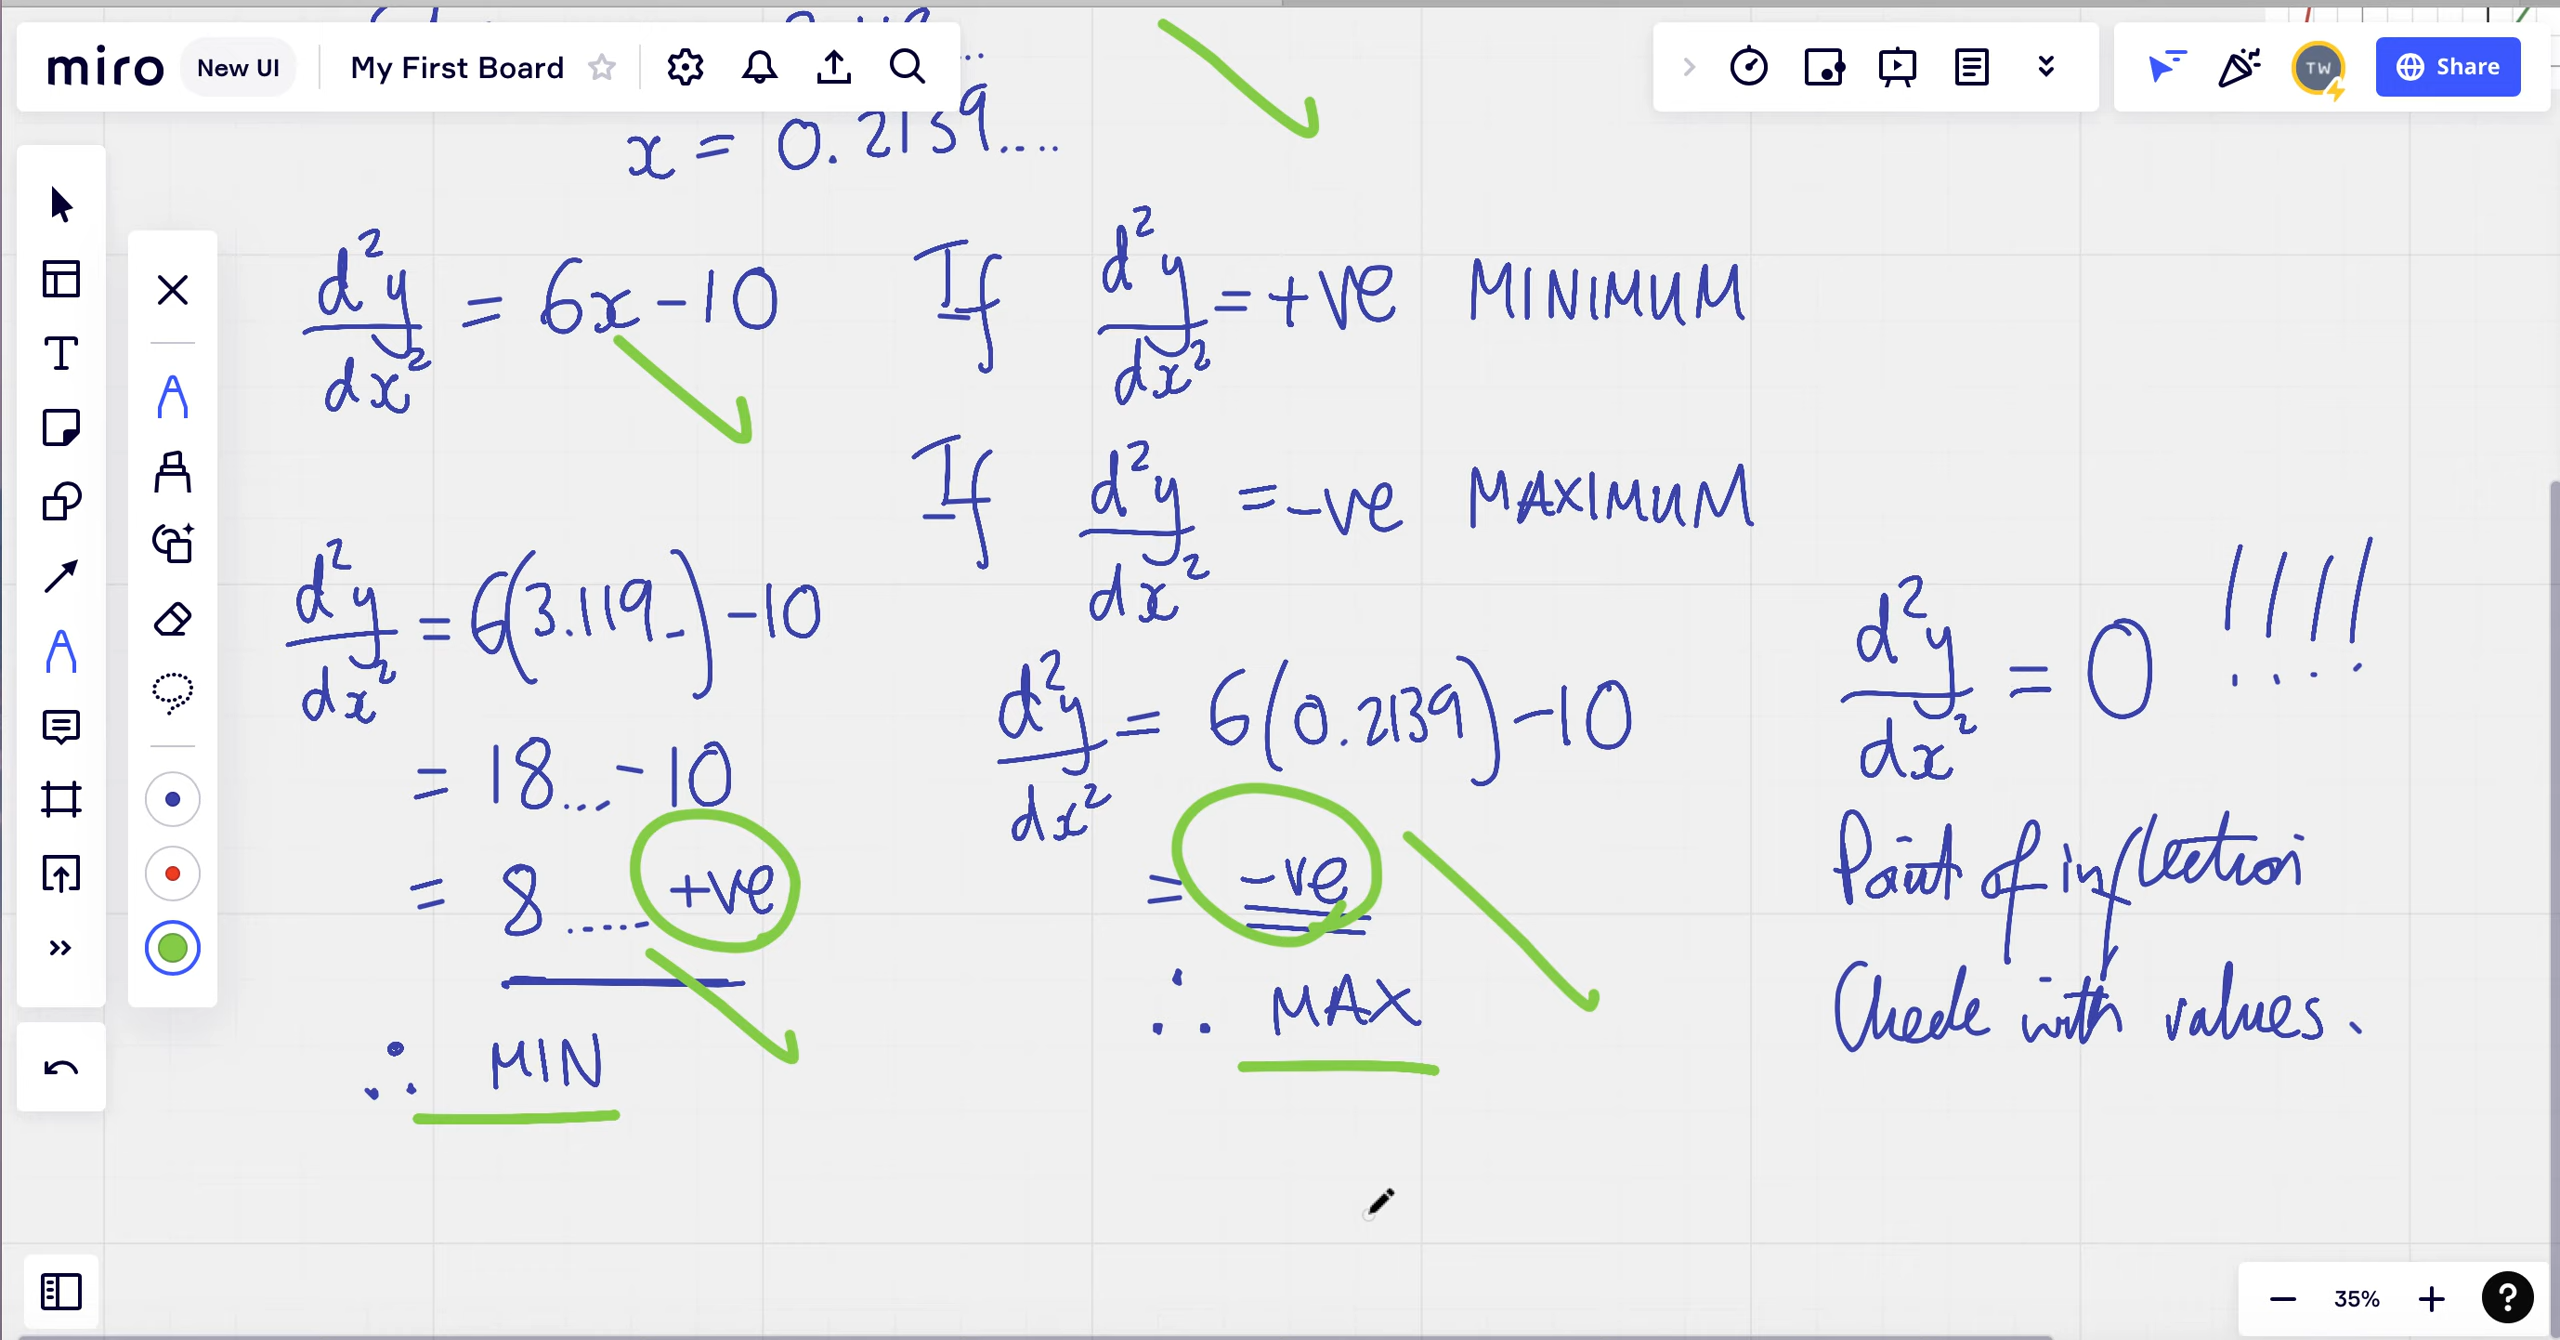 miro New UI My First Board
TW Share
x = 0.2139....
d²y/dx² = 6x - 10
If d²y/dx² = +ve MINIMUM
If d²y/dx² = -ve MAXIMUM
d²y/dx² = 6(3.119..) - 10
= 18... - 10
= 8...... +ve
∴ MIN
d²y/dx² = 6(0.2139) - 10
= -ve
∴ MAX
d²y/dx² = 0 !!!!
Point of inflection
Check with values.
35%